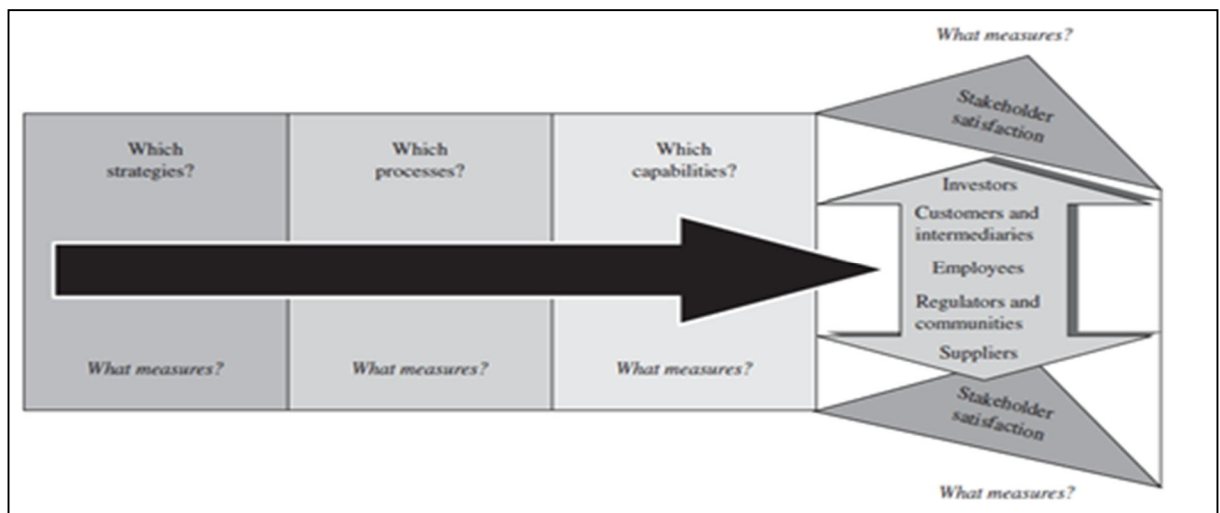 What measures?
Stakeholder
satisfaction
Which
strategies?
Which
processes?
Which
capabilities?
Investors
Customers and
intermediaries
Employees
Regulators and
communities
Suppliers
What measures?
What measures?
What measures?
Stakeholder
satisfaction
What measures?